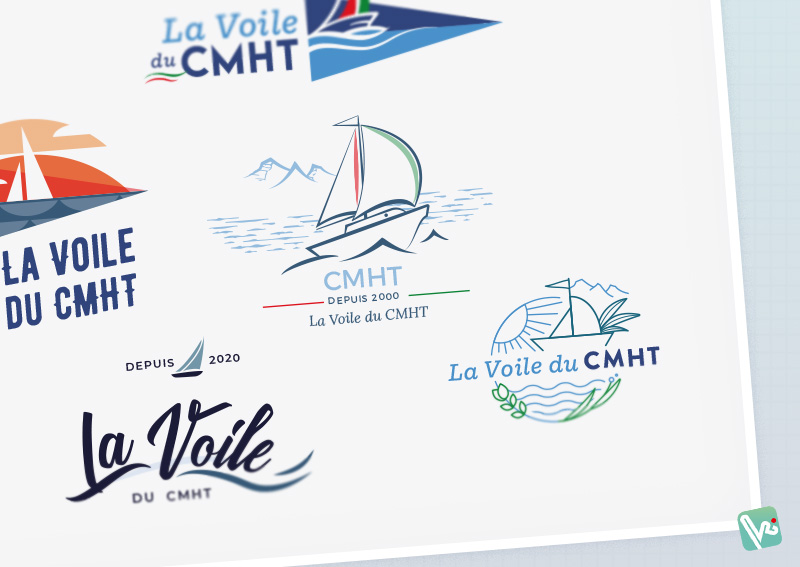 La Voile
du CMHT
LA VOILE
DU CMHT
CMHT
DEPUIS 2000
La Voile du CMHT
La Voile du CMHT
DEPUIS 2020
La Voile
DU CMHT